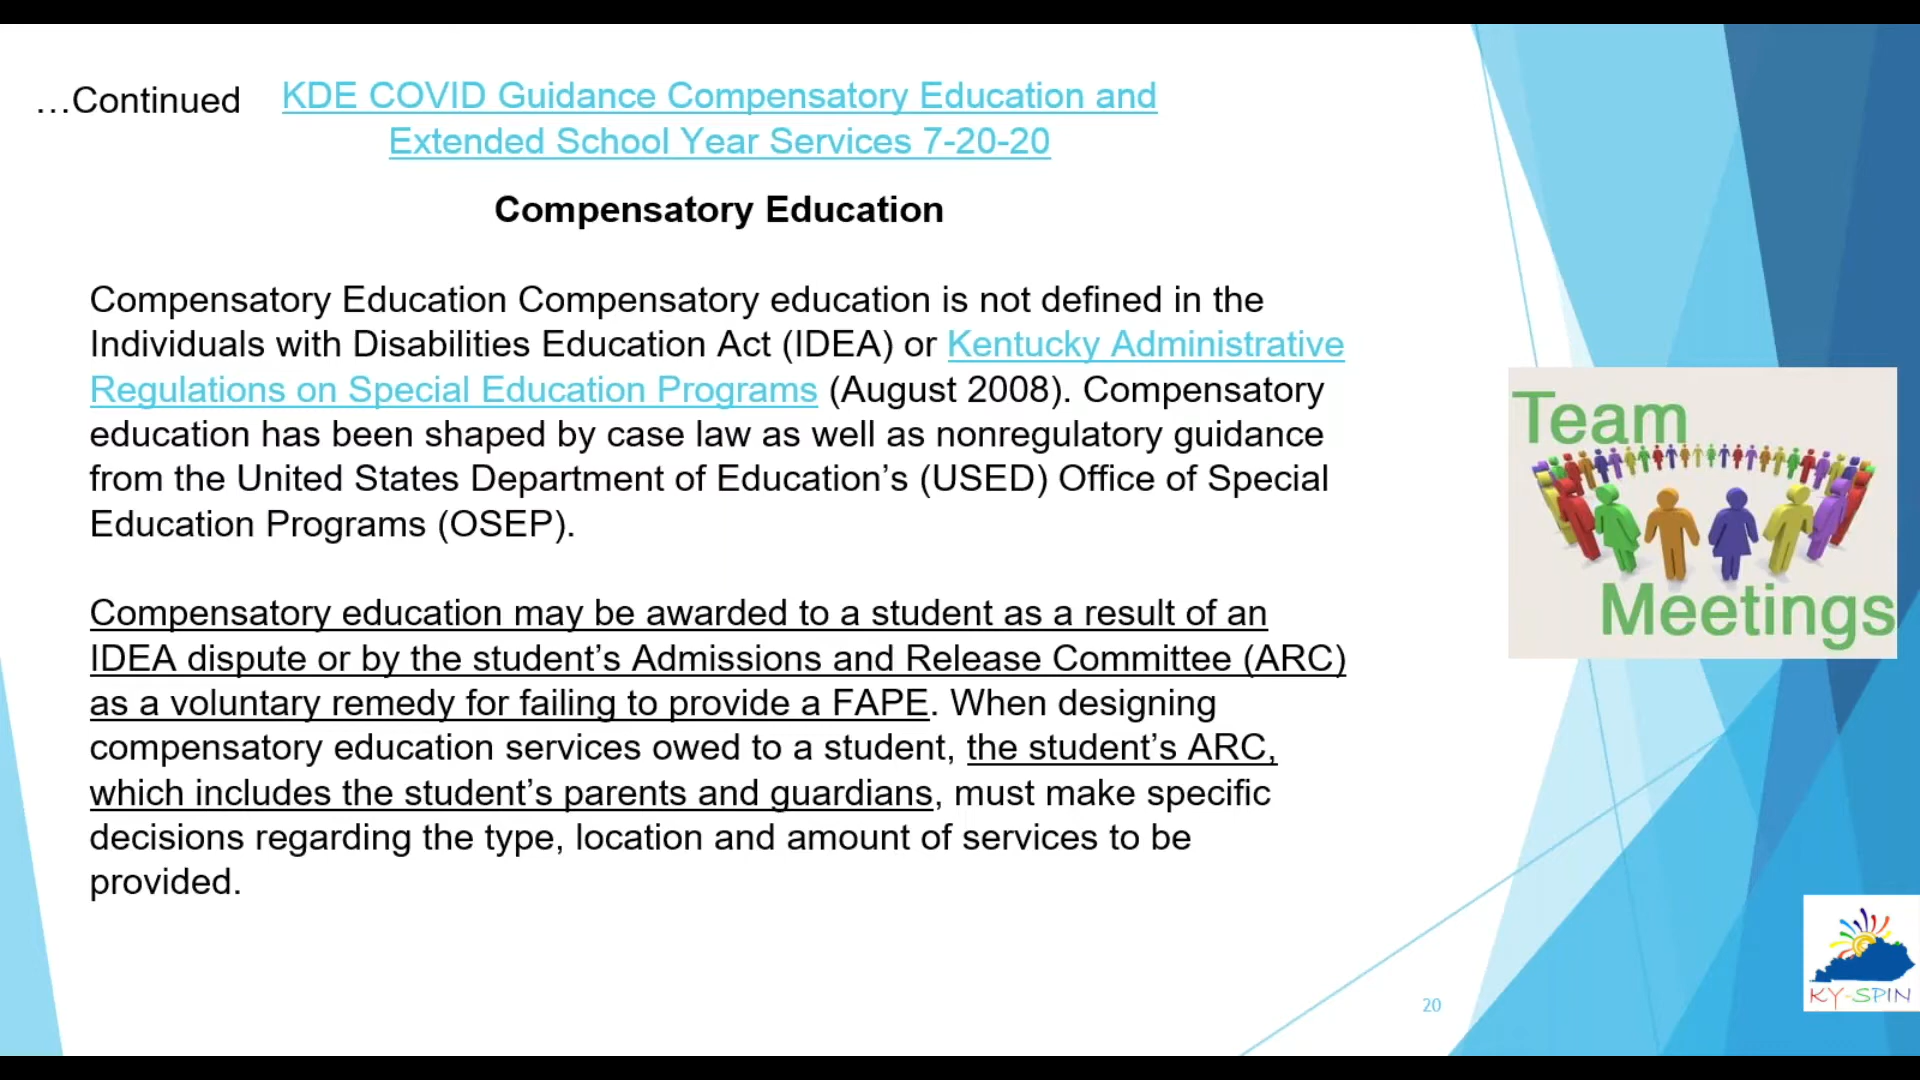 …Continued
KDE COVID Guidance Compensatory Education and
Extended School Year Services 7-20-20
Compensatory Education
Compensatory Education Compensatory education is not defined in the
Individuals with Disabilities Education Act (IDEA) or Kentucky Administrative
Regulations on Special Education Programs (August 2008). Compensatory
education has been shaped by case law as well as nonregulatory guidance
from the United States Department of Education’s (USED) Office of Special
Education Programs (OSEP).
Compensatory education may be awarded to a student as a result of an
IDEA dispute or by the student’s Admissions and Release Committee (ARC)
as a voluntary remedy for failing to provide a FAPE. When designing
compensatory education services owed to a student, the student’s ARC,
which includes the student’s parents and guardians, must make specific
decisions regarding the type, location and amount of services to be
provided.
Team
Meetings
KY-SPIN
20